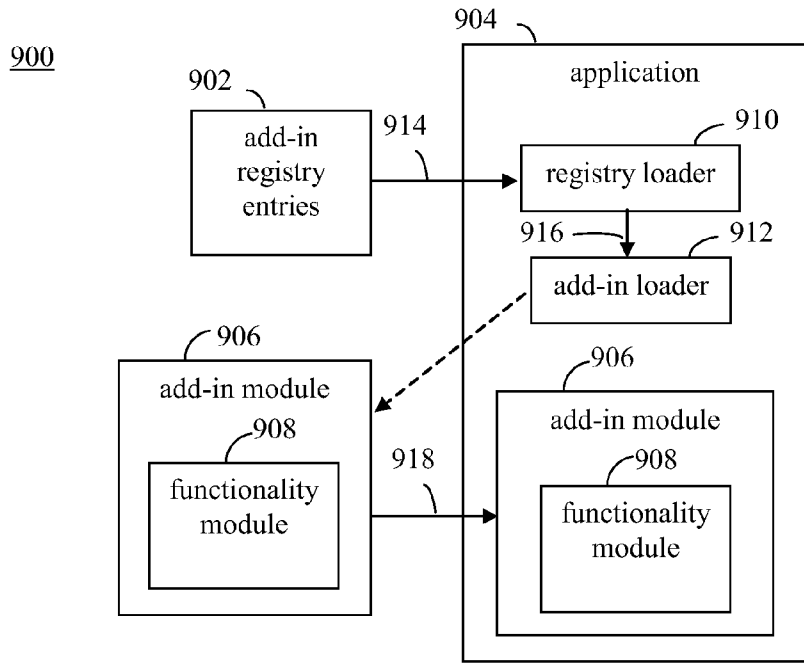 900
904
application
902
add-in
registry
entries
914
910
registry loader
916
912
add-in loader
906
add-in module
908
functionality
module
918
906
add-in module
908
functionality
module